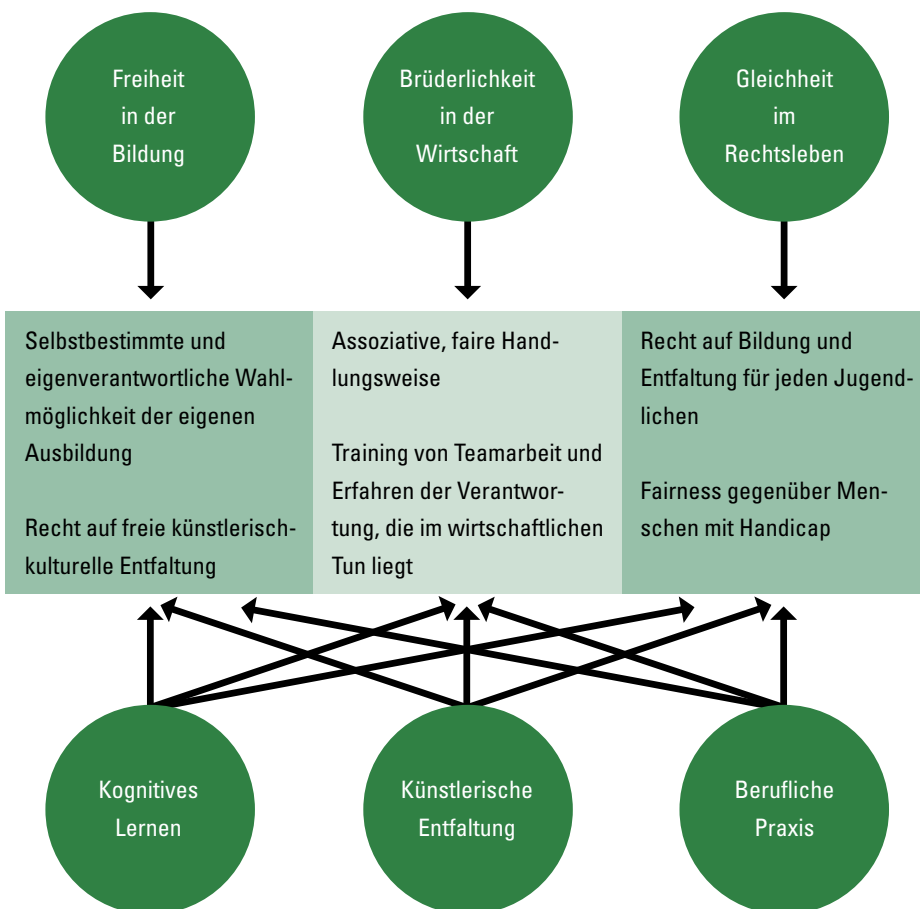 Freiheit
in der
Bildung
Brüderlichkeit
in der
Wirtschaft
Gleichheit
im
Rechtsleben
Selbstbestimmte und
eigenverantwortliche Wahl-
möglichkeit der eigenen
Ausbildung
Recht auf freie künstlerisch-
kulturelle Entfaltung
Assoziative, faire Hand-
lungsweise
Training von Teamarbeit und
Erfahren der Verantwor-
tung, die im wirtschaftlichen
Tun liegt
Recht auf Bildung und
Entfaltung für jeden Jugend-
lichen
Fairness gegenüber Men-
schen mit Handicap
Kognitives
Lernen
Künstlerische
Entfaltung
Berufliche
Praxis